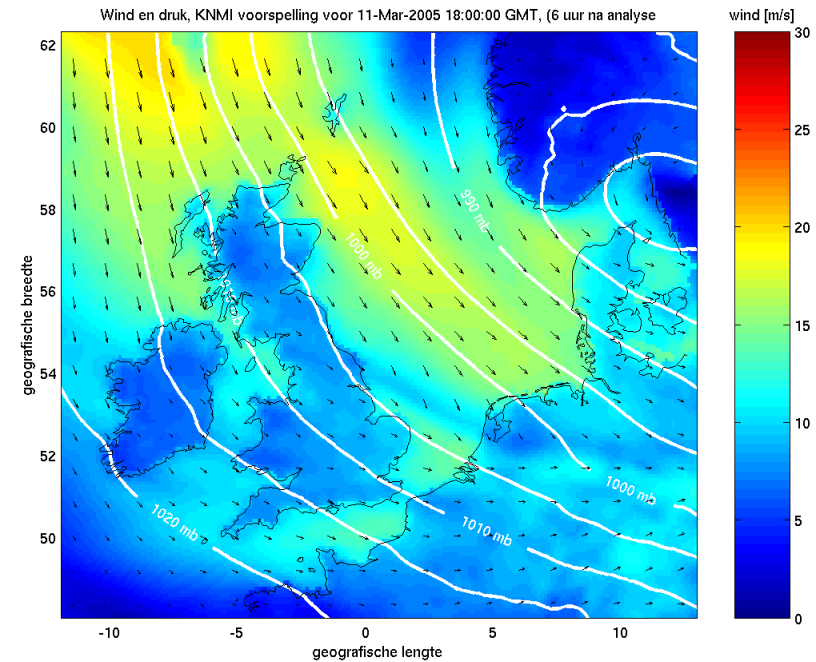 Wind en druk, KNMI voorspelling voor 11-Mar-2005 18:00:00 GMT, (6 uur na analyse
wind [m/s]
62
60
58
56
54
52
50
geografische breedte
-10
-5
0
5
10
geografische lengte
990 mb
1000 mb
1010 mb
1000 mb
1010 mb
1020 mb
30
25
20
15
10
5
0